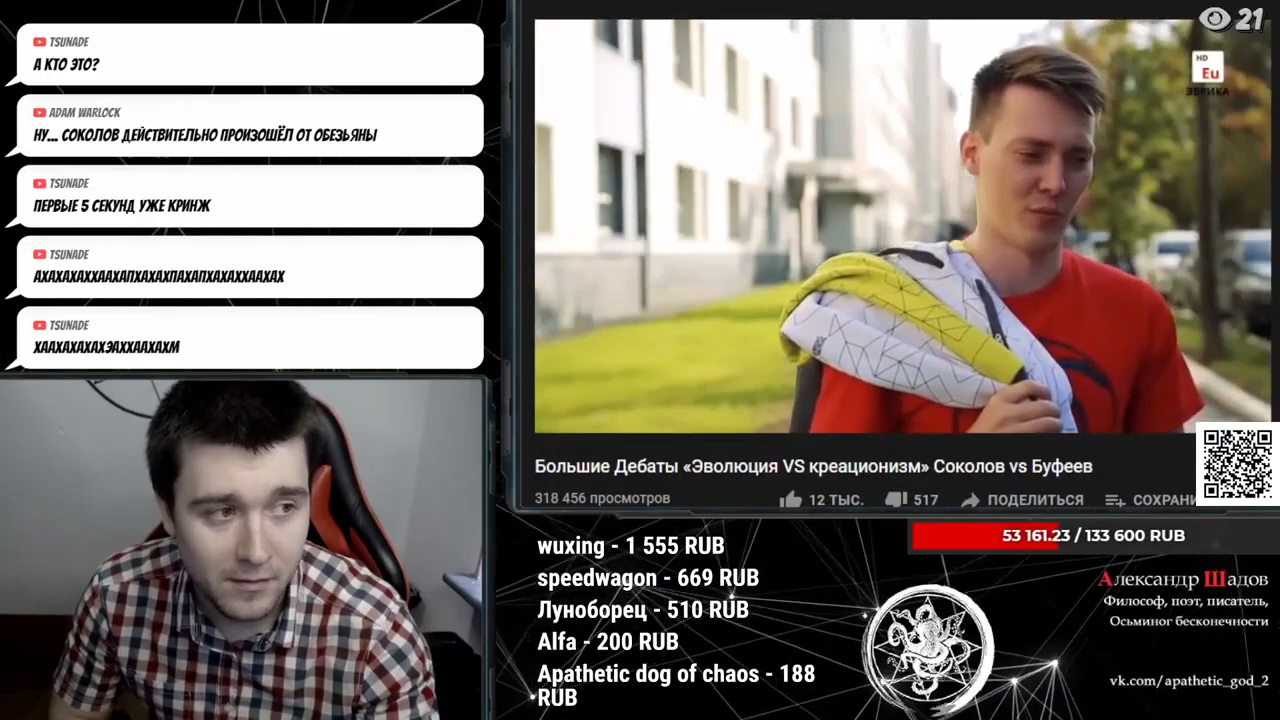 TSUNADE
А КТО ЭТО?
ADAM WARLOCK
НУ... СОКОЛОВ ДЕЙСТВИТЕЛЬНО ПРОИЗОШЁЛ ОТ ОБЕЗЬЯНЫ
TSUNADE
ПЕРВЫЕ 5 СЕКУНД УЖЕ КРИНЖ
TSUNADE
АХАХАХАХХААХАПХАХАХПАХАПХАХАХХААХАХ
TSUNADE
ХААХАХАХАХЭАХХААХАХМ
21
HD
Eu
ЭВРИКА
Большие Дебаты «Эволюция VS креационизм» Соколов vs Буфеев
318 456 просмотров
12 ТЫС.
517
ПОДЕЛИТЬСЯ
СОХРАНИ
53 161.23 / 133 600 RUB
wuxing - 1 555 RUB
speedwagon - 669 RUB
Луноборец - 510 RUB
Alfa - 200 RUB
Apathetic dog of chaos - 188
RUB
Александр Шадов
Философ, поэт, писатель,
Осьминог бесконечности
vk.com/apathetic_god_2